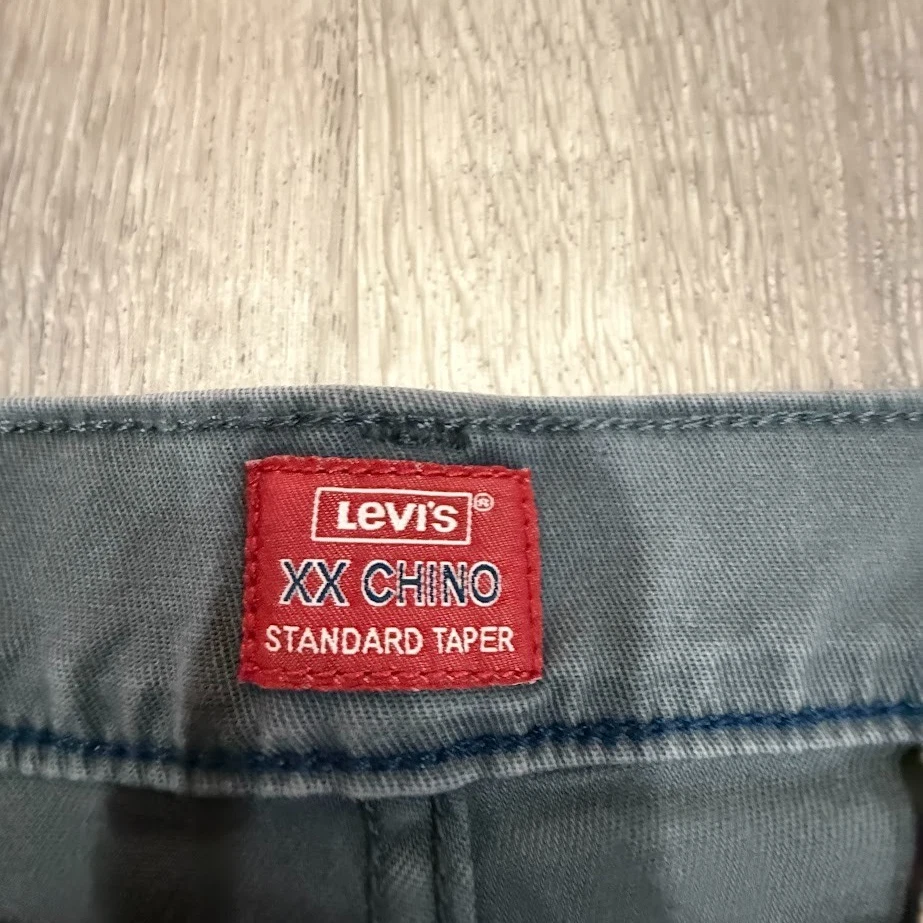 Levi's®
XX CHINO
STANDARD TAPER